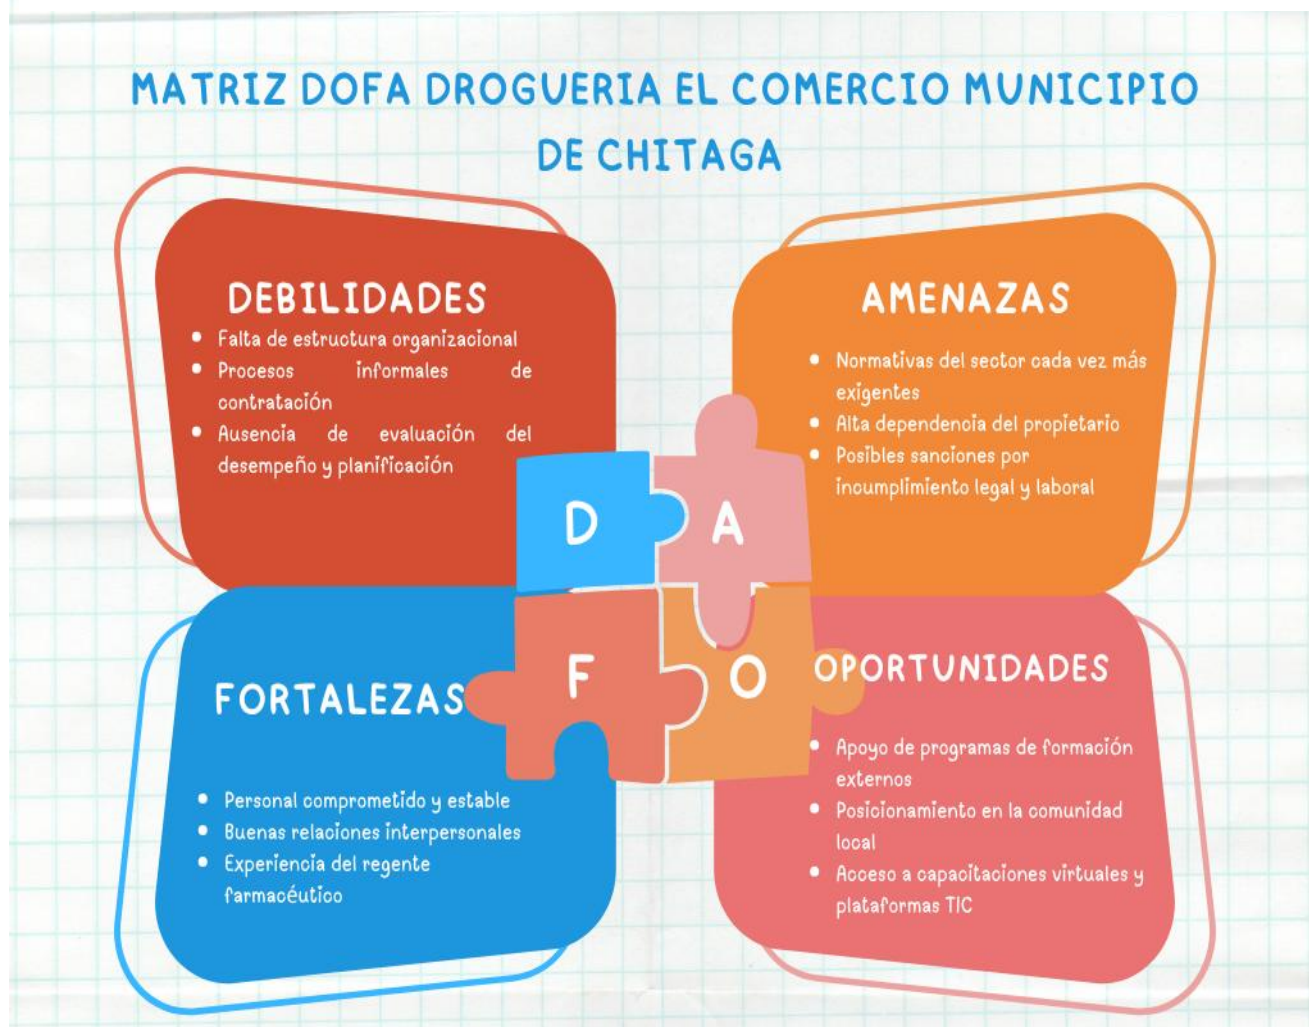 MATRIZ DOFA DROGUERIA EL COMERCIO MUNICIPIO
DE CHITAGA
DEBILIDADES
Falta de estructura organizacional
Procesos informales de
contratación
Ausencia de evaluación del
desempeño y planificación
AMENAZAS
Normativas del sector cada vez más
exigentes
Alta dependencia del propietario
Posibles sanciones por
incumplimiento legal y laboral
D
A
F
O
FORTALEZAS
Personal comprometido y estable
Buenas relaciones interpersonales
Experiencia del regente
farmacéutico
OPORTUNIDADES
Apoyo de programas de formación
externos
Posicionamiento en la comunidad
local
Acceso a capacitaciones virtuales y
plataformas TIC